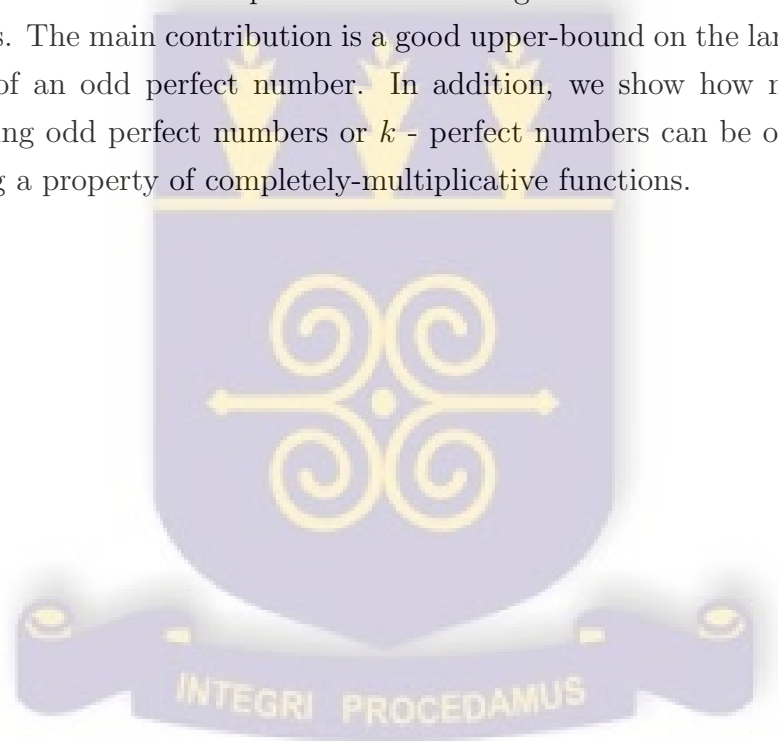 s. The main contribution is a good upper-bound on the lar
of an odd perfect number. In addition, we show how
ing odd perfect numbers or k - perfect numbers can be o
g a property of completely-multiplicative functions.
INTEGRI PROCEDAMUS